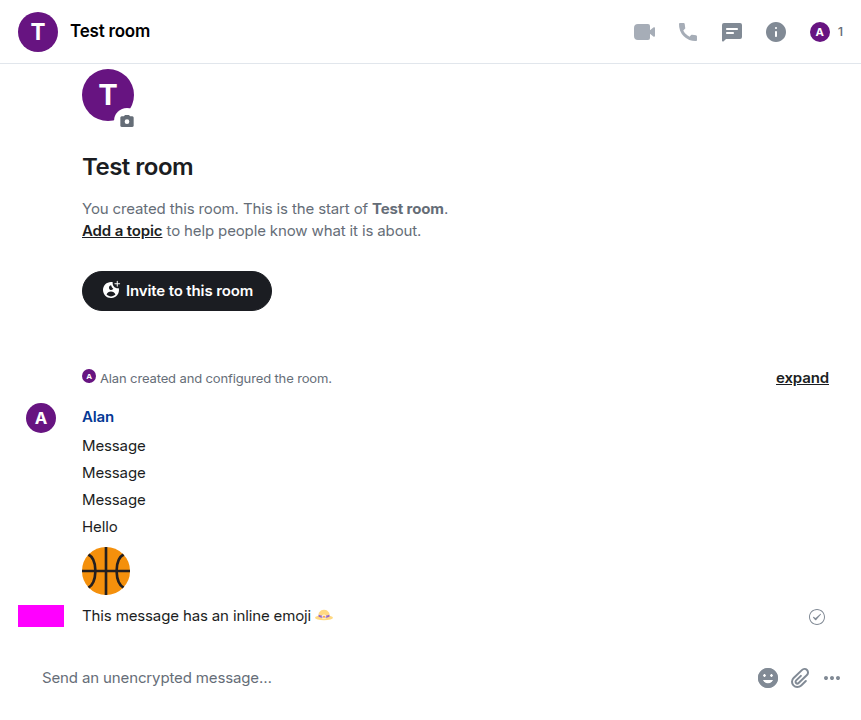 T Test room A 1
T
Test room
You created this room. This is the start of Test room.
Add a topic to help people know what it is about.
Invite to this room
A Alan created and configured the room. expand
A Alan
Message
Message
Message
Hello
🏀
This message has an inline emoji 👒
Send an unencrypted message...